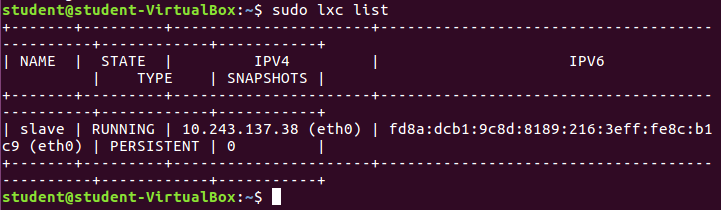 student@student-VirtualBox:~$ sudo lxc list
+-------+---------+-----------------------+-----------------------------------------
----------+------------+-----------+
| NAME  |  STATE  |         IPV4          |                       IPV6              
          |    TYPE    | SNAPSHOTS |
+-------+---------+-----------------------+-----------------------------------------
----------+------------+-----------+
| slave | RUNNING | 10.243.137.38 (eth0) | fd8a:dcb1:9c8d:8189:216:3eff:fe8c:b1
c9 (eth0) | PERSISTENT | 0         |
+-------+---------+-----------------------+-----------------------------------------
----------+------------+-----------+
student@student-VirtualBox:~$